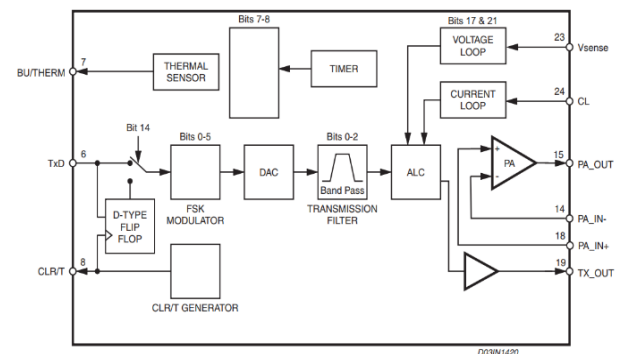 Bits 7-8
Bits 17 & 21
VOLTAGE
LOOP
23
Vsense
BU/THERM
7
THERMAL
SENSOR
TIMER
CURRENT
LOOP
24
CL
Bit 14
Bits 0-5
Bits 0-2
TxD
6
DAC
Band Pass
ALC
+
PA
-
15
PA_OUT
FSK
MODULATOR
TRANSMISSION
FILTER
D-TYPE
FLIP
FLOP
14
PA_IN-
18
PA_IN+
CLR/T
8
19
TX_OUT
CLR/T GENERATOR
D03IN1420